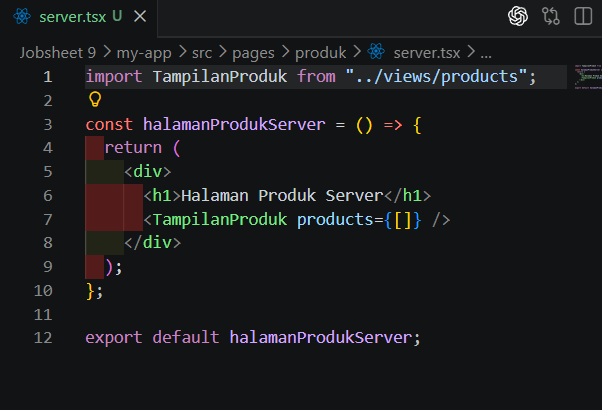 server.tsx U
Jobsheet 9 > my-app > src > pages > produk > server.tsx > ...
1 import TampilanProduk from "../views/products";
2
3 const halamanProdukServer = () => {
4   return (
5     <div>
6       <h1>Halaman Produk Server</h1>
7       <TampilanProduk products={[]} />
8     </div>
9   );
10 };
11
12 export default halamanProdukServer;